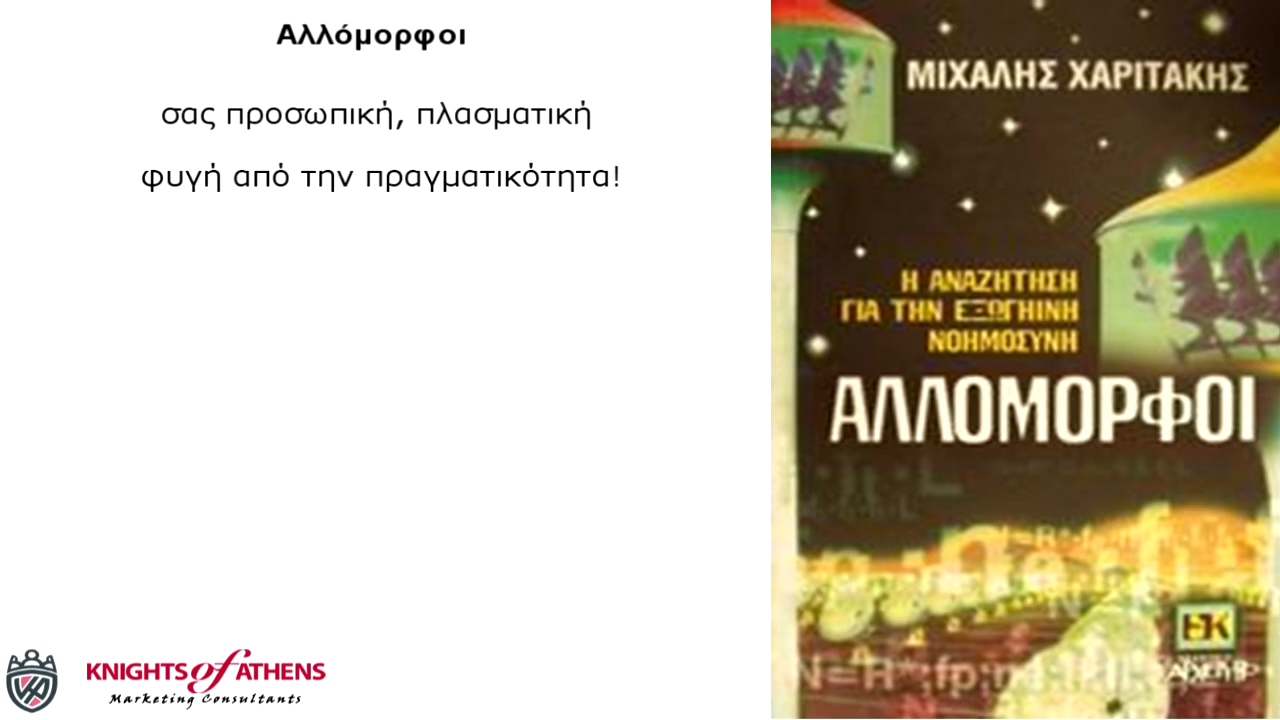 Αλλόμορφοι
σας προσωπική, πλασματική
φυγή από την πραγματικότητα!
ΜΙΧΑΛΗΣ ΧΑΡΙΤΑΚΗΣ
Η ΑΝΑΖΗΤΗΣΗ
ΓΙΑ ΤΗΝ ΕΞΩΓΗΙΝΗ
ΝΟΗΜΟΣΥΝΗ
ΑΛΛΟΜΟΡΦΟΙ
KNIGHTS of ATHENS
Marketing Consultants